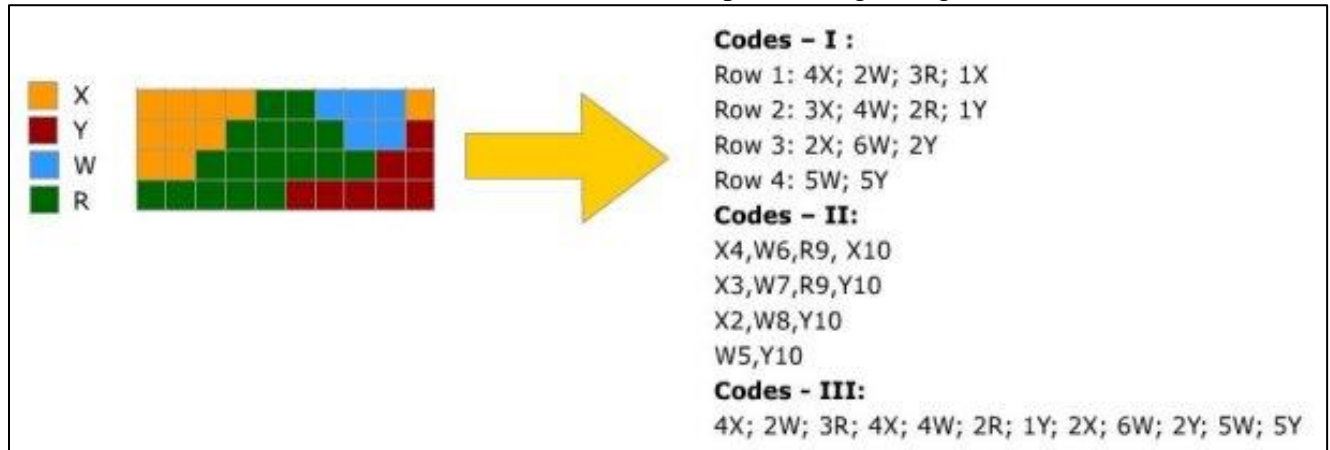 X
Y
W
R
Codes – I :
Row 1: 4X; 2W; 3R; 1X
Row 2: 3X; 4W; 2R; 1Y
Row 3: 2X; 6W; 2Y
Row 4: 5W; 5Y
Codes – II:
X4,W6,R9, X10
X3,W7,R9,Y10
X2,W8,Y10
W5,Y10
Codes - III:
4X; 2W; 3R; 4X; 4W; 2R; 1Y; 2X; 6W; 2Y; 5W; 5Y